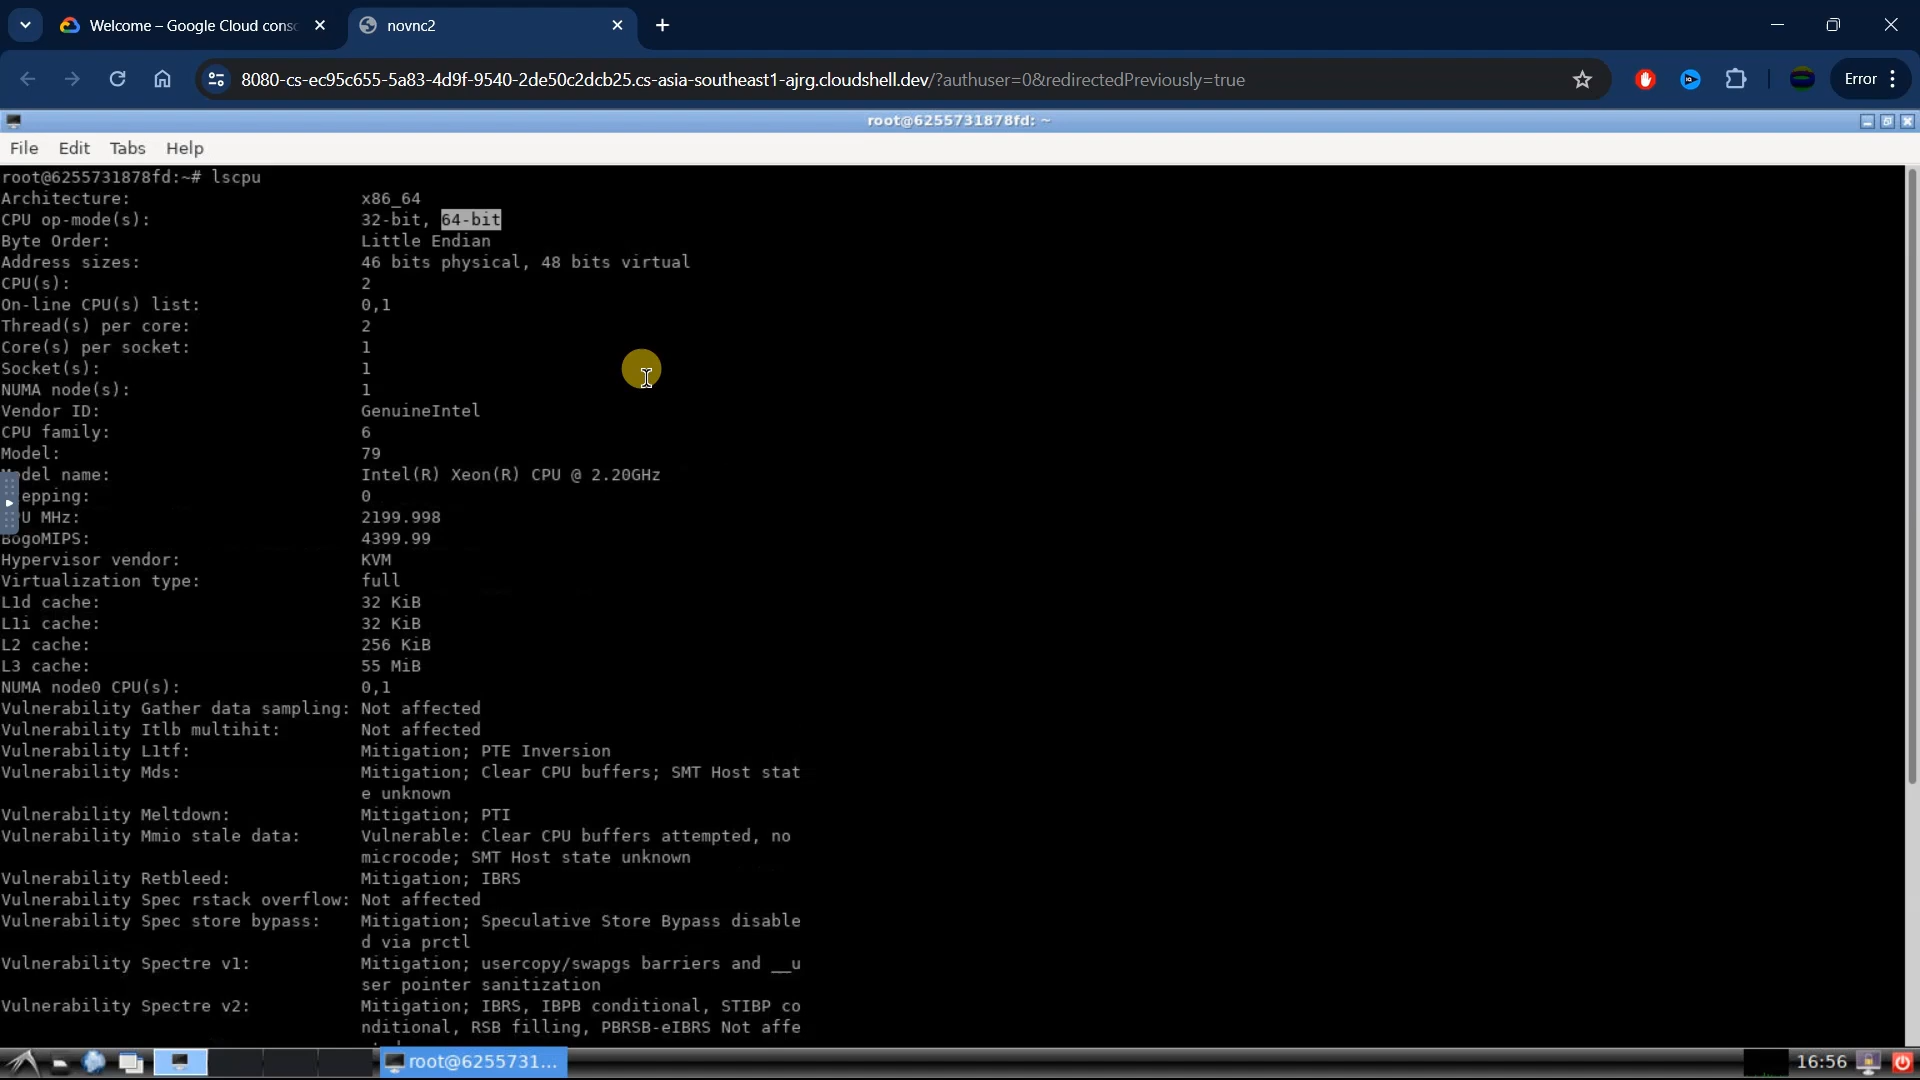 Welcome – Google Cloud cons
novnc2
8080-cs-ec95c655-5a83-4d9f-9540-2de50c2dcb25.cs-asia-southeast1-ajrg.cloudshell.dev/?authuser=0&redirectedPreviously=true
Error
root@6255731878fd: ~
File Edit Tabs Help
root@6255731878fd:~# lscpu
Architecture: x86_64
CPU op-mode(s): 32-bit, 64-bit
Byte Order: Little Endian
Address sizes: 46 bits physical, 48 bits virtual
CPU(s): 2
On-line CPU(s) list: 0,1
Thread(s) per core: 2
Core(s) per socket: 1
Socket(s): 1
NUMA node(s): 1
Vendor ID: GenuineIntel
CPU family: 6
Model: 79
del name: Intel(R) Xeon(R) CPU @ 2.20GHz
epping: 0
U MHz: 2199.998
BogoMIPS: 4399.99
Hypervisor vendor: KVM
Virtualization type: full
L1d cache: 32 KiB
L1i cache: 32 KiB
L2 cache: 256 KiB
L3 cache: 55 MiB
NUMA node0 CPU(s): 0,1
Vulnerability Gather data sampling: Not affected
Vulnerability Itlb multihit: Not affected
Vulnerability L1tf: Mitigation; PTE Inversion
Vulnerability Mds: Mitigation; Clear CPU buffers; SMT Host stat
e unknown
Vulnerability Meltdown: Mitigation; PTI
Vulnerability Mmio stale data: Vulnerable: Clear CPU buffers attempted, no
microcode; SMT Host state unknown
Vulnerability Retbleed: Mitigation; IBRS
Vulnerability Spec rstack overflow: Not affected
Vulnerability Spec store bypass: Mitigation; Speculative Store Bypass disable
d via prctl
Vulnerability Spectre v1: Mitigation; usercopy/swapgs barriers and __u
ser pointer sanitization
Vulnerability Spectre v2: Mitigation; IBRS, IBPB conditional, STIBP co
nditional, RSB filling, PBRSB-eIBRS Not affe
root@6255731...
16:56